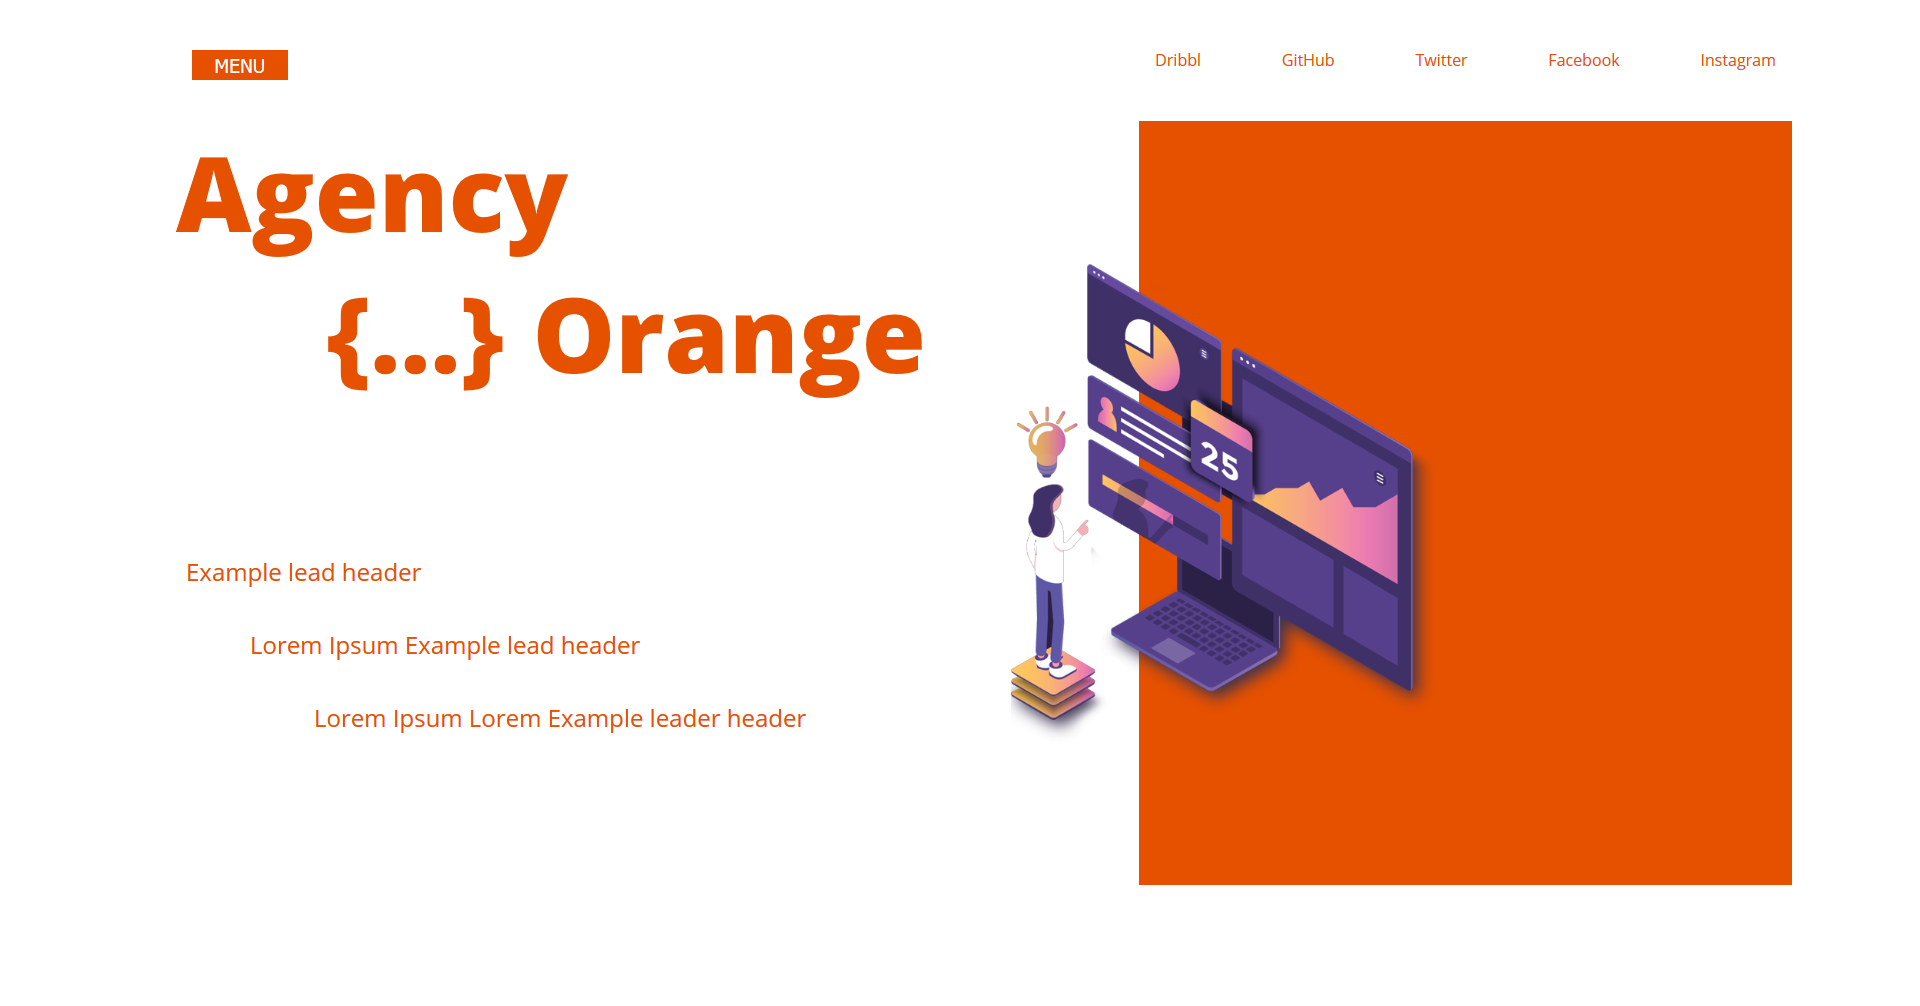 MENU
Dribbl GitHub Twitter Facebook Instagram
Agency
{...} Orange
25
Example lead header
Lorem Ipsum Example lead header
Lorem Ipsum Lorem Example leader header